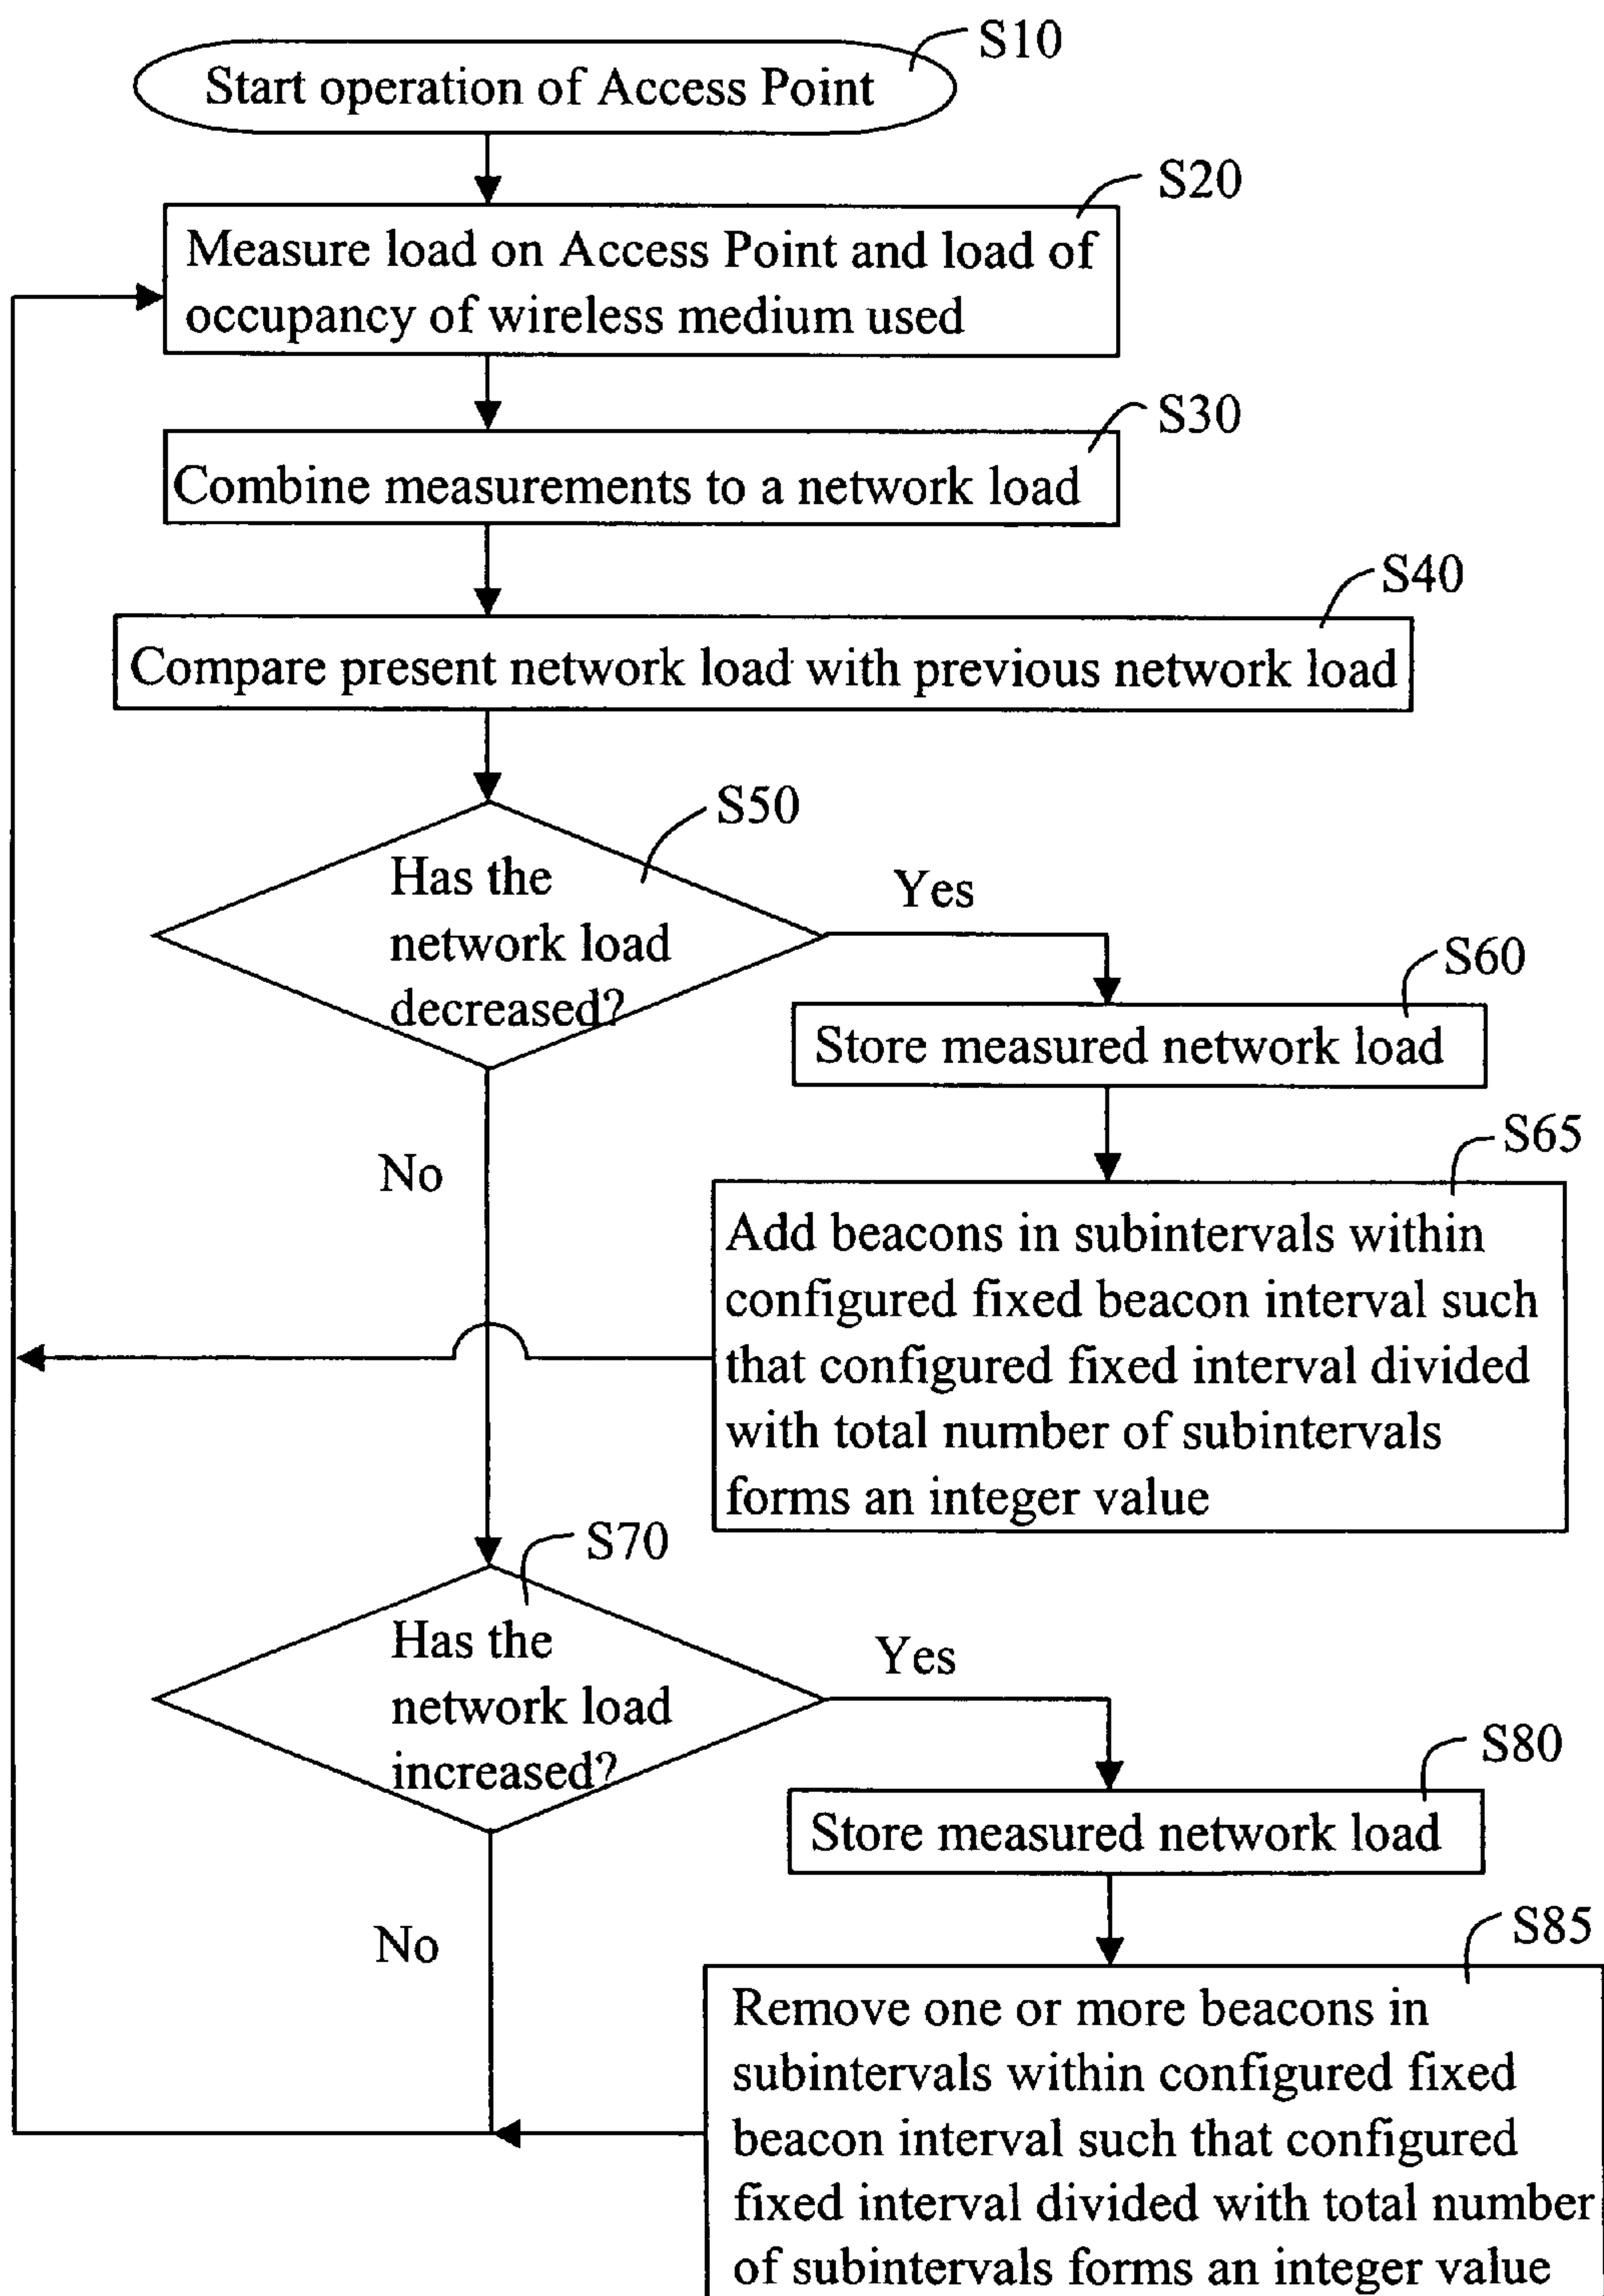 S10
Start operation of Access Point
S20
Measure load on Access Point and load of
occupancy of wireless medium used
S30
Combine measurements to a network load
S40
Compare present network load with previous network load
S50
Has the
network load
decreased?
Yes
S60
Store measured network load
No
S65
Add beacons in subintervals within
configured fixed beacon interval such
that configured fixed interval divided
with total number of subintervals
forms an integer value
S70
Has the
network load
increased?
Yes
S80
Store measured network load
No
S85
Remove one or more beacons in
subintervals within configured fixed
beacon interval such that configured
fixed interval divided with total number
of subintervals forms an integer value